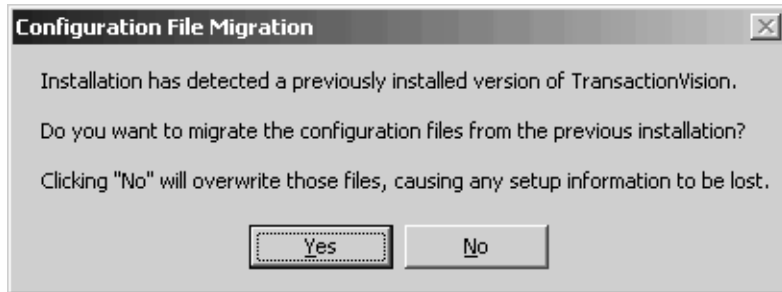 Configuration File Migration
Installation has detected a previously installed version of TransactionVision.
Do you want to migrate the configuration files from the previous installation?
Clicking "No" will overwrite those files, causing any setup information to be lost.
Yes No